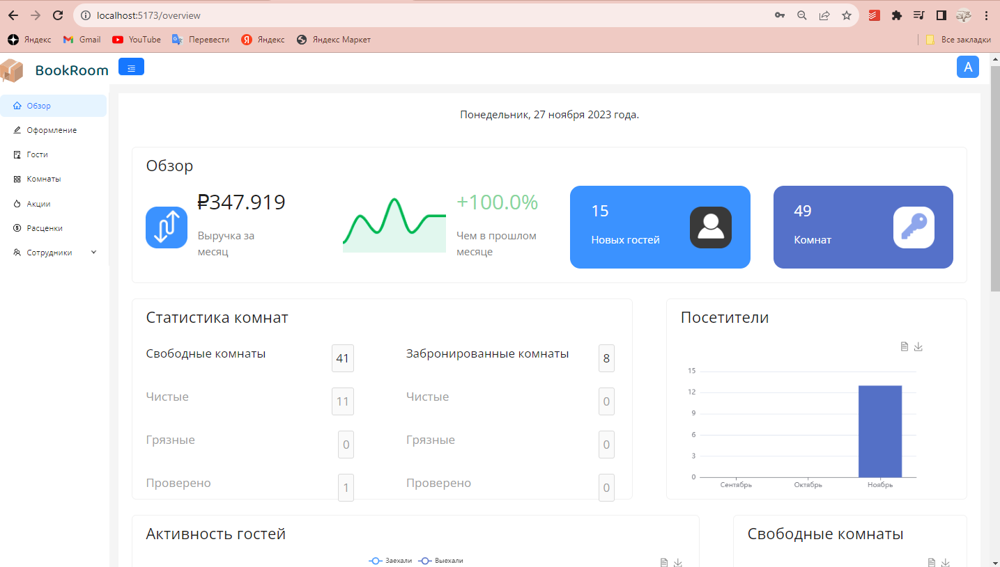 localhost:5173/overview
Яндекс Gmail YouTube Перевести Яндекс Яндекс Маркет Все закладки
BookRoom
A
Обзор
Оформление
Гости
Комнаты
Акции
Расценки
Сотрудники
Понедельник, 27 ноября 2023 года.
Обзор
₽347.919
Выручка за
месяц
+100.0%
Чем в прошлом
месяце
15
Новых гостей
49
Комнат
Статистика комнат
Свободные комнаты 41
Забронированные комнаты 8
Чистые 11
Чистые 0
Грязные 0
Грязные 0
Проверено 1
Проверено 0
Посетители
15
12
9
6
3
0
Сентябрь Октябрь Ноябрь
Активность гостей
Заехали Выехали
Свободные комнаты